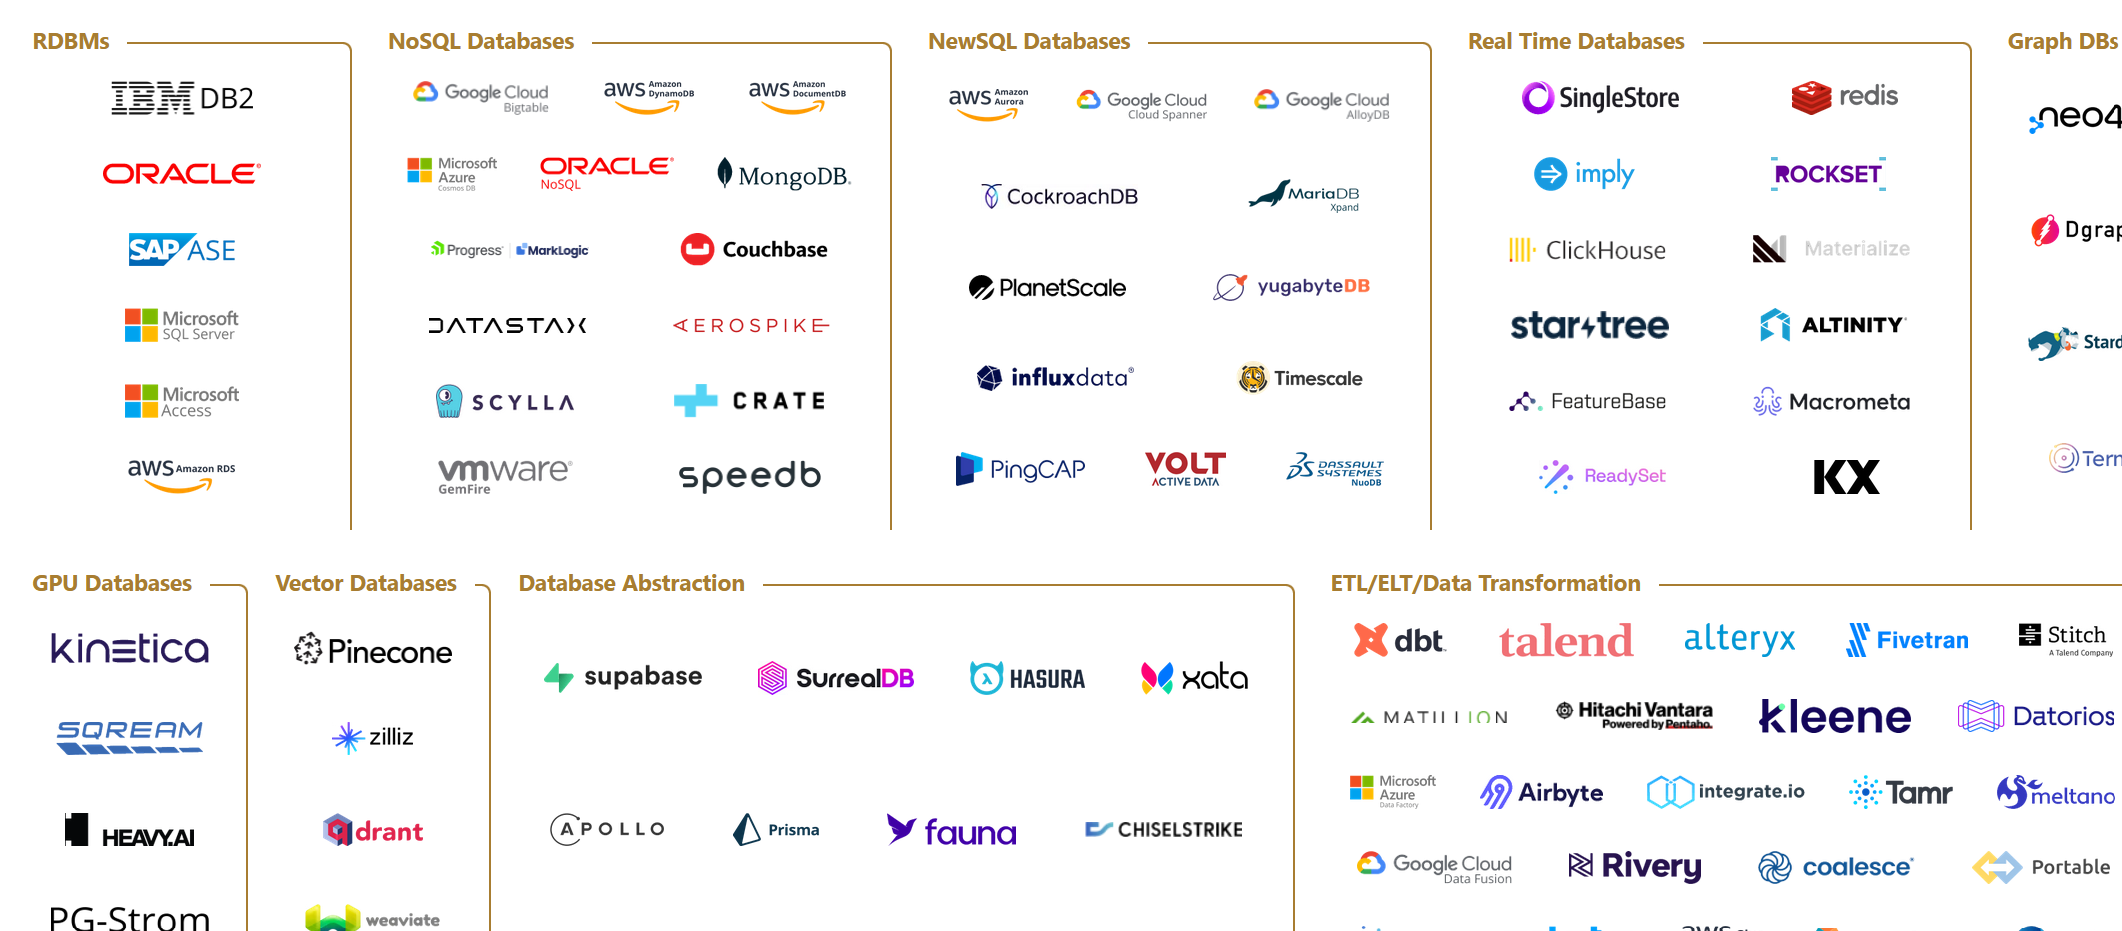 RDBMs
IBM DB2
ORACLE®
SAP ASE
Microsoft
SQL Server
Microsoft
Access
aws Amazon RDS
NoSQL Databases
Google Cloud
Bigtable
aws Amazon
DynamoDB
aws Amazon
DocumentDB
Microsoft
Azure
Cosmos DB
ORACLE®
NoSQL
MongoDB®
Progress® | MarkLogic
Couchbase
DATASTAX
AEROSPIKE
SCYLLA
CRATE
vmware®
GemFire
speedb
NewSQL Databases
aws Amazon
Aurora
Google Cloud
Cloud Spanner
Google Cloud
AlloyDB
CockroachDB
MariaDB
Xpand
PlanetScale
yugabyteDB
influxdata®
Timescale
PingCAP
VOLT
ACTIVE DATA
DASSAULT
SYSTEMES
NuoDB
Real Time Databases
SingleStore
redis
imply
ROCKSET
ClickHouse
Materialize
startree
ALTINITY®
FeatureBase
Macrometa
ReadySet
KX
Graph DBs
neo4
Dgrap
Stard
Tern
GPU Databases
kinetica
SQREAM
HEAVY.AI
PG-Strom
Vector Databases
Pinecone
zilliz
qdrant
weaviate
Database Abstraction
supabase
SurrealDB
HASURA
xata
APOLLO
Prisma
fauna
CHISELSTRIKE
ETL/ELT/Data Transformation
dbt
talend
alteryx
Fivetran
Stitch
A Talend Company
MATILLION
Hitachi Vantara
Powered by Pentaho.
kleene
Datorios
Microsoft
Azure
Data Factory
Airbyte
integrate.io
Tamr
meltano
Google Cloud
Data Fusion
Rivery
coalesce®
Portable